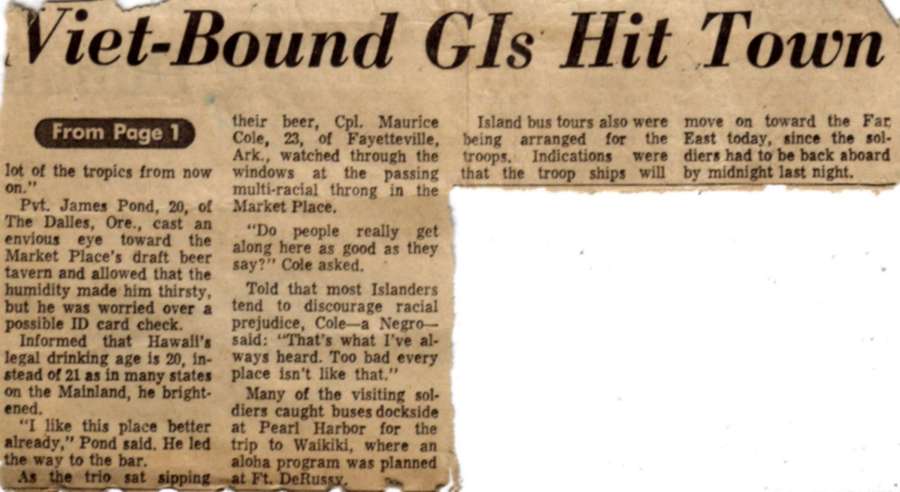 Viet-Bound GIs Hit Town
From Page 1
lot of the tropics from now
on."
Pvt. James Pond, 20, of
The Dalles, Ore., cast an
envious eye toward the
Market Place's draft beer
tavern and allowed that the
humidity made him thirsty,
but he was worried over a
possible ID card check.
Informed that Hawaii's
legal drinking age is 20, in-
stead of 21 as in many states
on the Mainland, he bright-
ened.
"I like this place better
already," Pond said. He led
the way to the bar.
As the trio sat sipping
their beer, Cpl. Maurice
Cole, 23, of Fayetteville,
Ark., watched through the
windows at the passing
multi-racial throng in the
Market Place.
"Do people really get
along here as good as they
say?" Cole asked.
Told that most Islanders
tend to discourage racial
prejudice, Cole—a Negro—
said: "That's what I've al-
ways heard. Too bad every
place isn't like that."
Many of the visiting sol-
diers caught buses dockside
at Pearl Harbor for the
trip to Waikiki, where an
aloha program was planned
at Ft. DeRussy.
Island bus tours also were
being arranged for the
troops. Indications were
that the troop ships will
move on toward the Far
East today, since the sol-
diers had to be back aboard
by midnight last night.